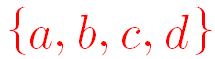 {a, b, c, d}